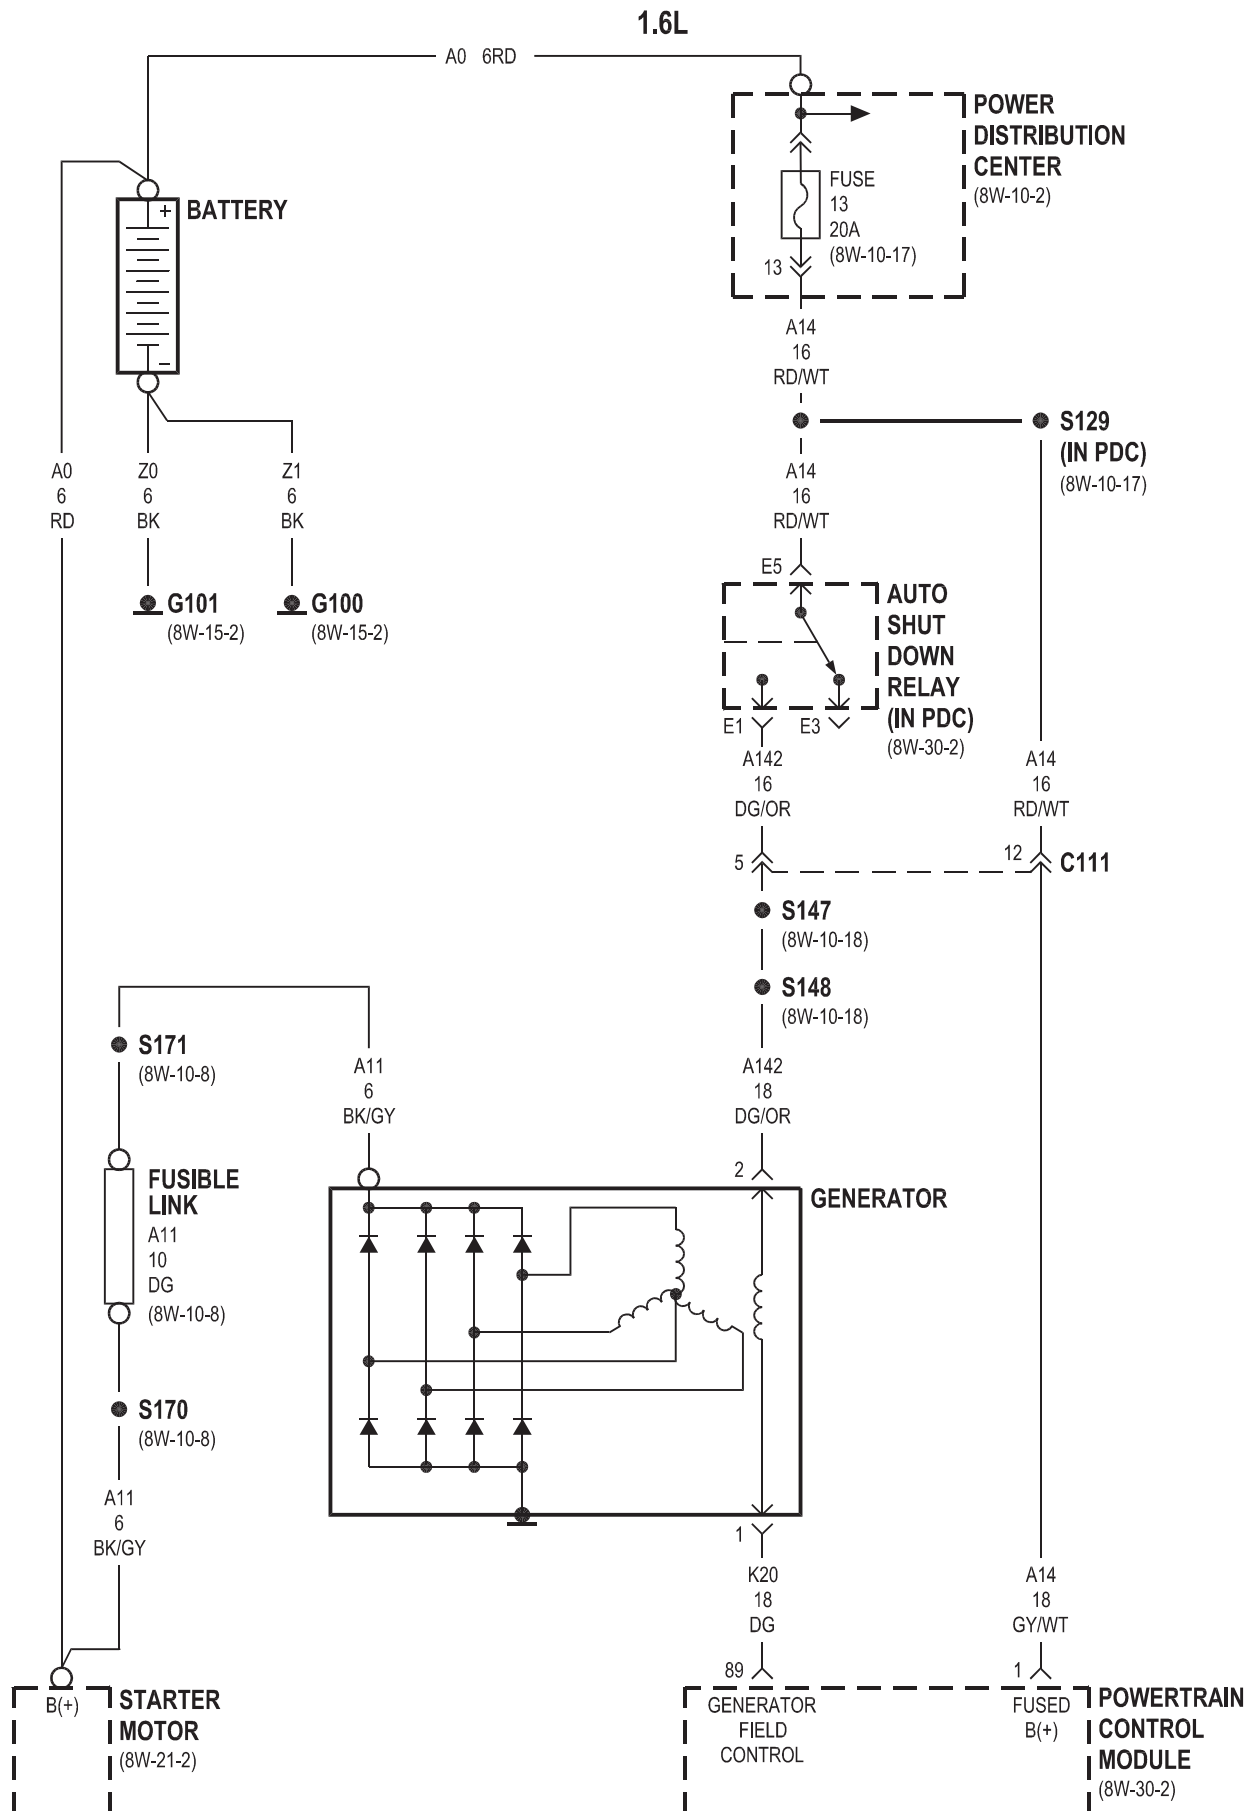 1.6L
A0 6RD
POWER
DISTRIBUTION
CENTER
(8W-10-2)
FUSE
13
20A
(8W-10-17)
13
+
BATTERY
−
A14
16
RD/WT
S129
(IN PDC)
(8W-10-17)
A0
6
RD
Z0
6
BK
Z1
6
BK
A14
16
RD/WT
G101
(8W-15-2)
G100
(8W-15-2)
E5
AUTO
SHUT
DOWN
RELAY
(IN PDC)
(8W-30-2)
E1
E3
A142
16
DG/OR
A14
16
RD/WT
5
12
C111
S147
(8W-10-18)
S148
(8W-10-18)
S171
(8W-10-8)
A11
6
BK/GY
A142
18
DG/OR
2
GENERATOR
FUSIBLE
LINK
A11
10
DG
(8W-10-8)
S170
(8W-10-8)
A11
6
BK/GY
1
K20
18
DG
A14
18
GY/WT
89
1
B(+)
STARTER
MOTOR
(8W-21-2)
GENERATOR
FIELD
CONTROL
FUSED
B(+)
POWERTRAIN
CONTROL
MODULE
(8W-30-2)